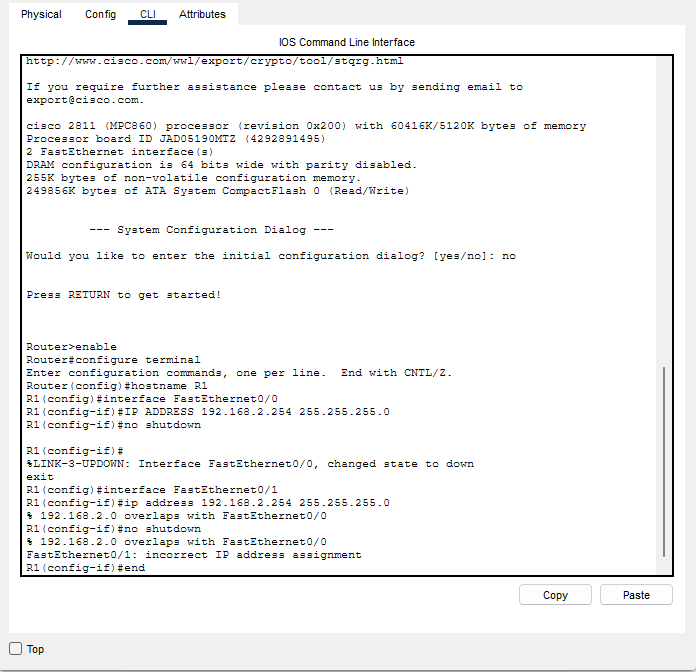 Physical Config CLI Attributes
IOS Command Line Interface
http://www.cisco.com/wwl/export/crypto/tool/stqrg.html
If you require further assistance please contact us by sending email to
export@cisco.com.
cisco 2811 (MPC860) processor (revision 0x200) with 60416K/5120K bytes of memory
Processor board ID JAD05190MTZ (4292891495)
2 FastEthernet interface(s)
DRAM configuration is 64 bits wide with parity disabled.
255K bytes of non-volatile configuration memory.
249856K bytes of ATA System CompactFlash 0 (Read/Write)
--- System Configuration Dialog ---
Would you like to enter the initial configuration dialog? [yes/no]: no
Press RETURN to get started!
Router>enable
Router#configure terminal
Enter configuration commands, one per line.  End with CNTL/Z.
Router(config)#hostname R1
R1(config)#interface FastEthernet0/0
R1(config-if)#IP ADDRESS 192.168.2.254 255.255.255.0
R1(config-if)#no shutdown
R1(config-if)#
%LINK-3-UPDOWN: Interface FastEthernet0/0, changed state to down
exit
R1(config)#interface FastEthernet0/1
R1(config-if)#ip address 192.168.2.254 255.255.255.0
% 192.168.2.0 overlaps with FastEthernet0/0
R1(config-if)#no shutdown
% 192.168.2.0 overlaps with FastEthernet0/0
FastEthernet0/1: incorrect IP address assignment
R1(config-if)#end
Copy Paste
Top